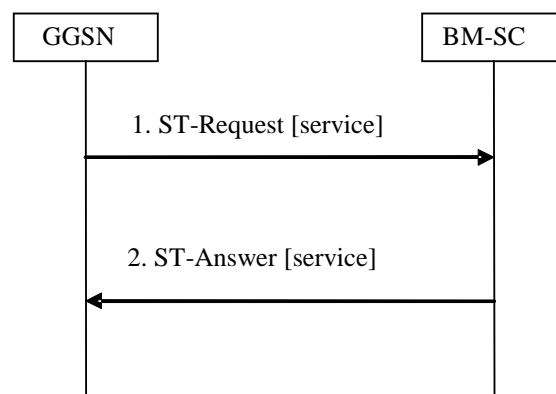 GGSN
BM-SC
1. ST-Request [service]
2. ST-Answer [service]